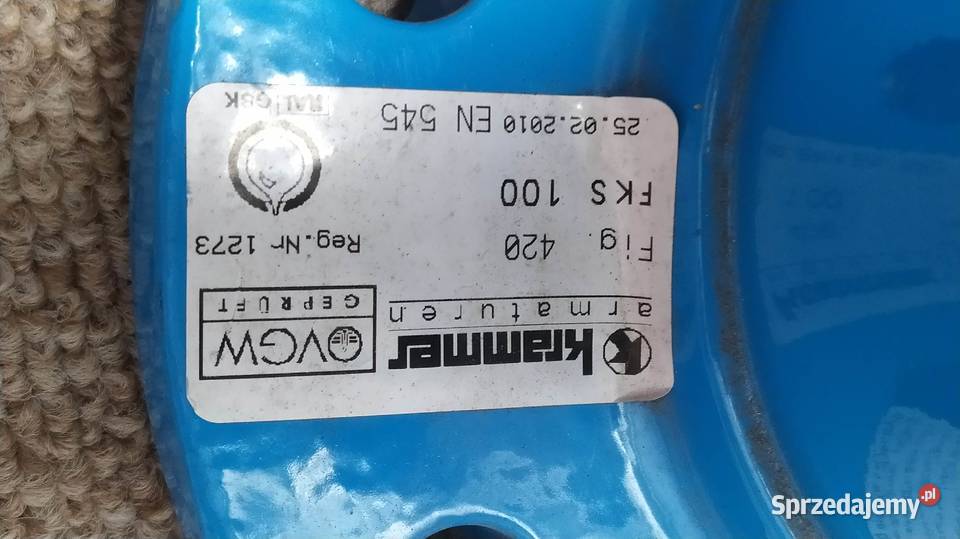 krammer
armaturen
ÖVGW
GEPRÜFT
Fig. 420
Reg.Nr 1273
FKS 100
25.02.2010 EN 545
RAL GSK
Sprzedajemy.pl